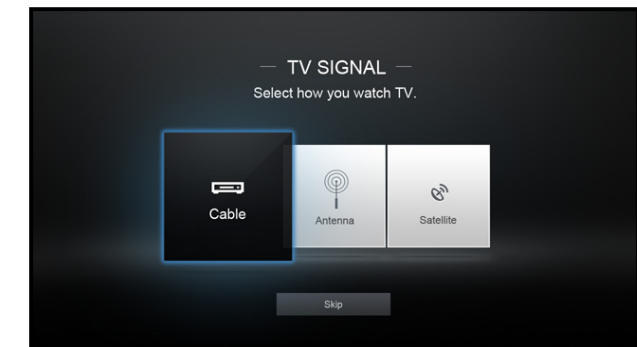 TV SIGNAL
Select how you watch TV.
Cable
Antenna
Satellite
Skip